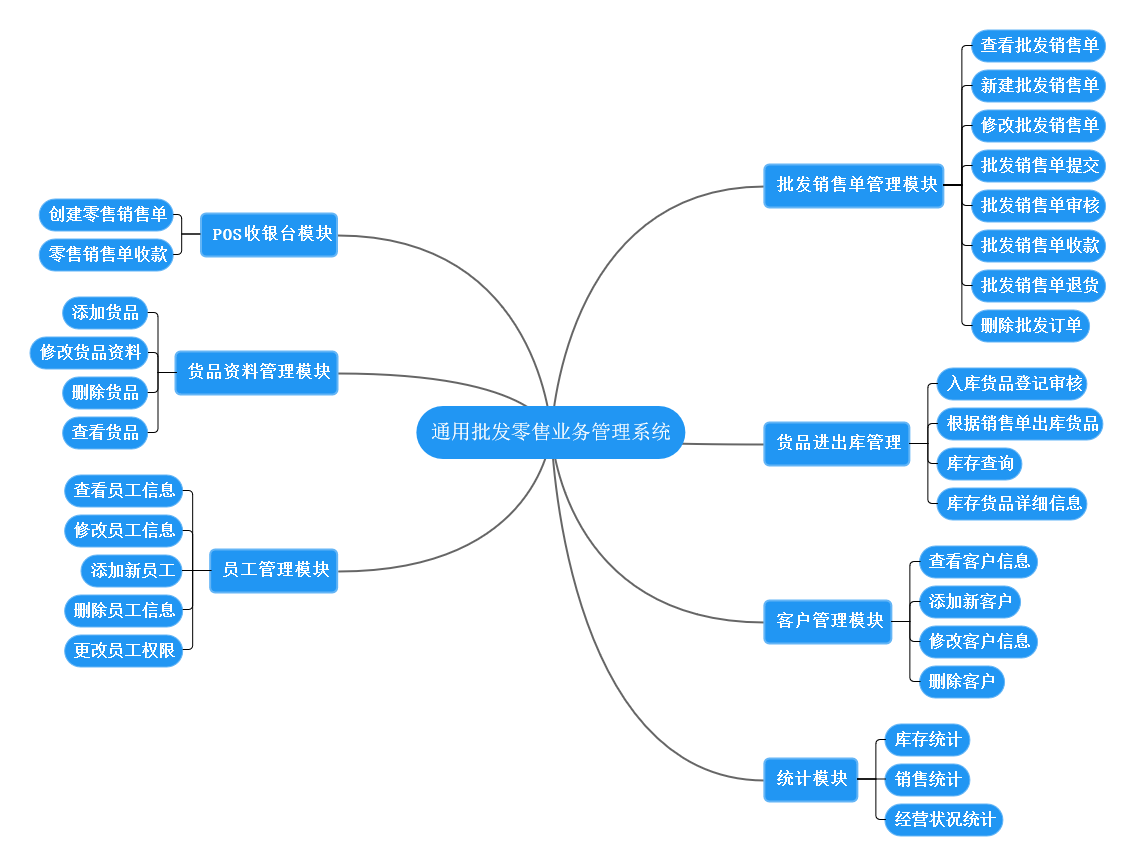 通用批发零售业务管理系统
批发销售单管理模块
查看批发销售单
新建批发销售单
修改批发销售单
批发销售单提交
批发销售单审核
批发销售单收款
批发销售单退货
删除批发订单
货品进出库管理
入库货品登记审核
根据销售单出库货品
库存查询
库存货品详细信息
客户管理模块
查看客户信息
添加新客户
修改客户信息
删除客户
统计模块
库存统计
销售统计
经营状况统计
POS收银台模块
创建零售销售单
零售销售单收款
货品资料管理模块
添加货品
修改货品资料
删除货品
查看货品
员工管理模块
查看员工信息
修改员工信息
添加新员工
删除员工信息
更改员工权限